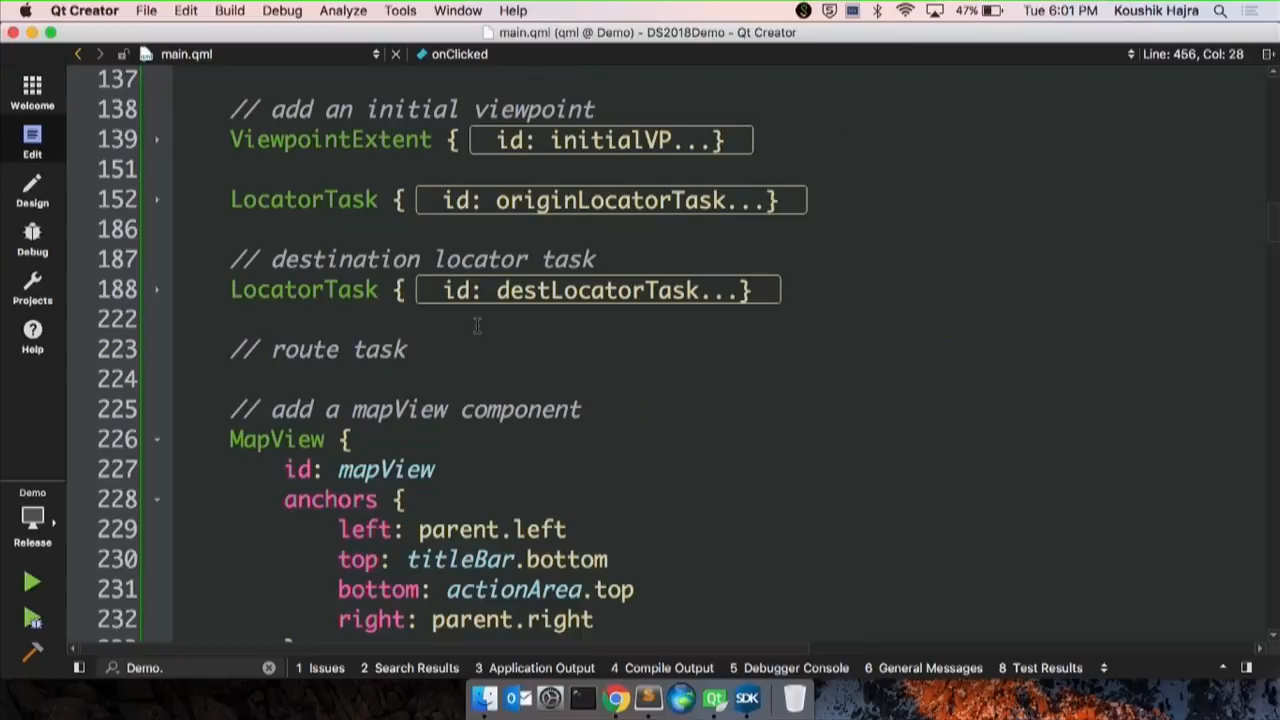 Qt Creator File Edit Build Debug Analyze Tools Window Help 47% Tue 6:01 PM Koushik Hajra
main.qml (qml @ Demo) - DS2018Demo - Qt Creator
main.qml onClicked Line: 456, Col: 28
Welcome
Edit
Design
Debug
Projects
Help
Demo
Release
137
138 // add an initial viewpoint
139 ViewpointExtent { id: initialVP...}
151
152 LocatorTask { id: originLocatorTask...}
186
187 // destination locator task
188 LocatorTask { id: destLocatorTask...}
222
223 // route task
224
225 // add a mapView component
226 MapView {
227 id: mapView
228 anchors {
229 left: parent.left
230 top: titleBar.bottom
231 bottom: actionArea.top
232 right: parent.right
Demo. 1 Issues 2 Search Results 3 Application Output 4 Compile Output 5 Debugger Console 6 General Messages 8 Test Results
Qt SDK